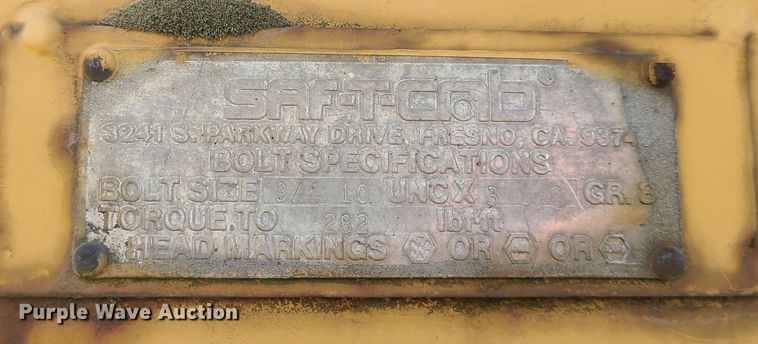 SAF-T-CAB®
3241 S. PARKWAY DRIVE, FRESNO, CA. 9374
BOLT SPECIFICATIONS
BOLT SIZE 3/4 10 UNC X 3 GR. 8
TORQUE TO 282 lbf-ft
HEAD MARKINGS OR OR
Purple Wave Auction